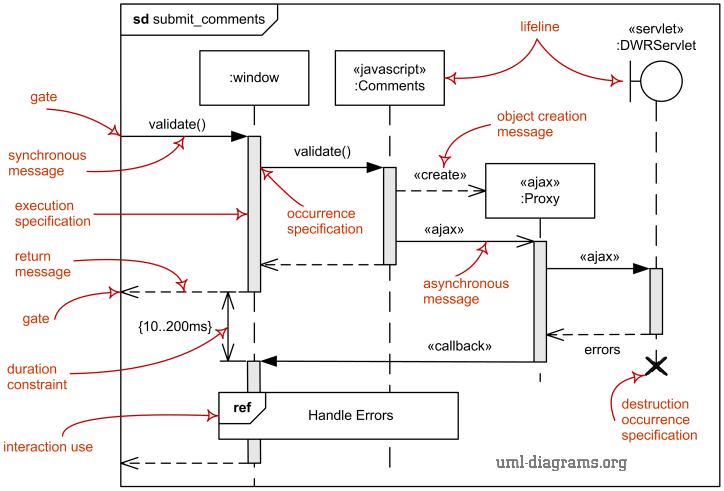 sd submit_comments
lifeline
«servlet»
:DWRServlet
:window
«javascript»
:Comments
gate
validate()
object creation
message
synchronous
message
validate()
«create»
«ajax»
:Proxy
execution
specification
occurrence
specification
«ajax»
return
message
asynchronous
message
«ajax»
gate
{10..200ms}
«callback»
errors
duration
constraint
ref
Handle Errors
destruction
occurrence
specification
interaction use
uml-diagrams.org